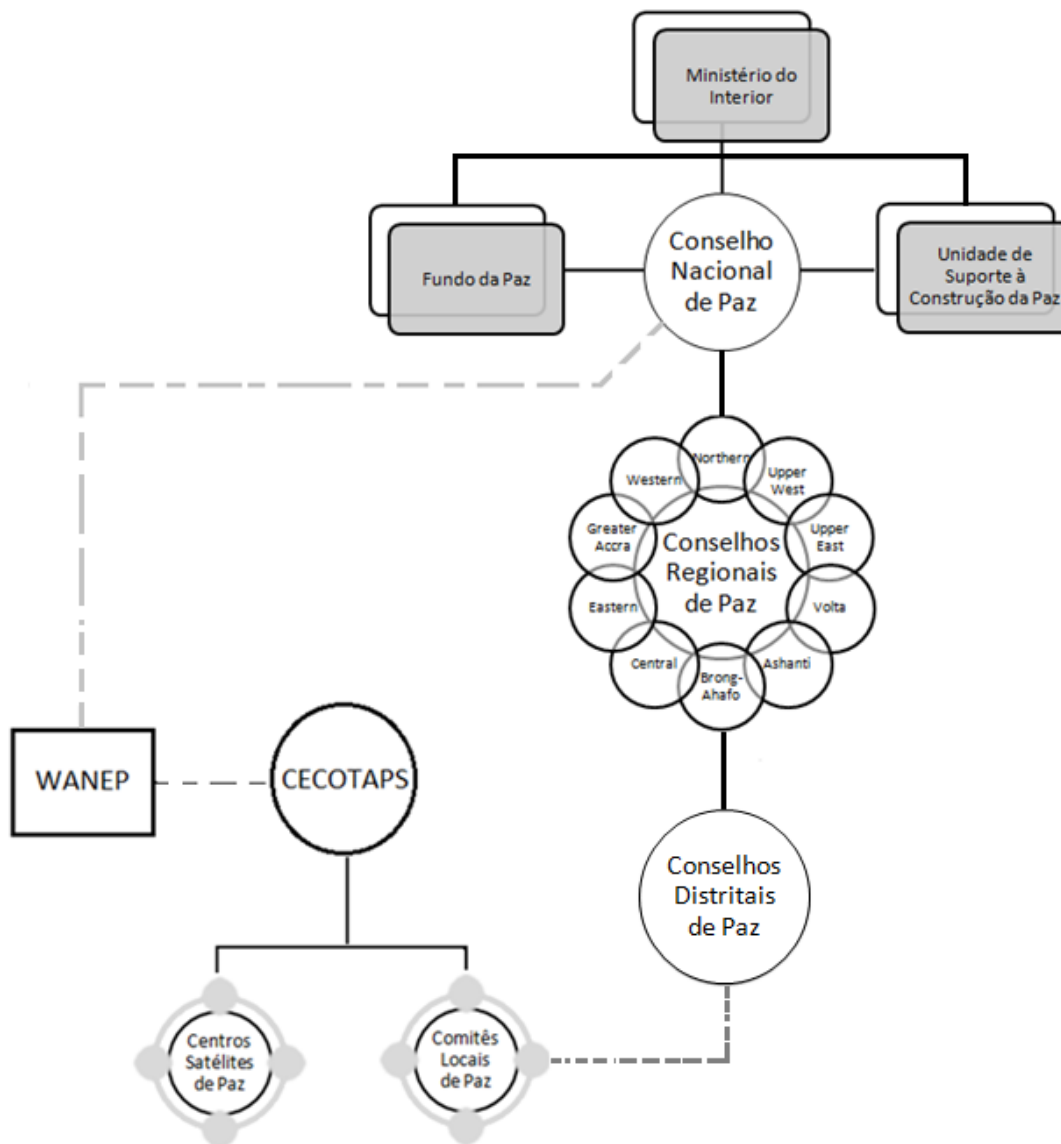 Ministério do
Interior
Fundo da Paz
Conselho
Nacional
de Paz
Unidade de
Suporte à
Construção da Paz
Northern
Western
Upper
West
Greater
Accra
Upper
East
Conselhos
Regionais
de Paz
Eastern
Volta
Central
Ashanti
Brong-
Ahafo
WANEP
CECOTAPS
Conselhos
Distritais
de Paz
Centros
Satélites
de Paz
Comitês
Locais
de Paz